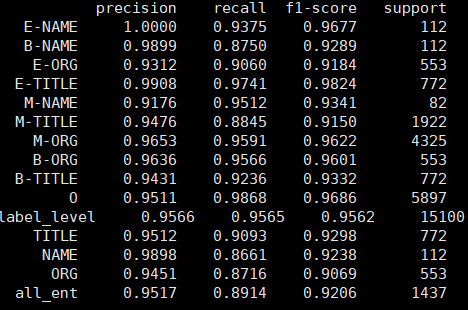 precision recall f1-score support
E-NAME 1.0000 0.9375 0.9677 112
B-NAME 0.9899 0.8750 0.9289 112
E-ORG 0.9312 0.9060 0.9184 553
E-TITLE 0.9908 0.9741 0.9824 772
M-NAME 0.9176 0.9512 0.9341 82
M-TITLE 0.9476 0.8845 0.9150 1922
M-ORG 0.9653 0.9591 0.9622 4325
B-ORG 0.9636 0.9566 0.9601 553
B-TITLE 0.9431 0.9236 0.9332 772
O 0.9511 0.9868 0.9686 5897
label_level 0.9566 0.9565 0.9562 15100
TITLE 0.9512 0.9093 0.9298 772
NAME 0.9898 0.8661 0.9238 112
ORG 0.9451 0.8716 0.9069 553
all_ent 0.9517 0.8914 0.9206 1437